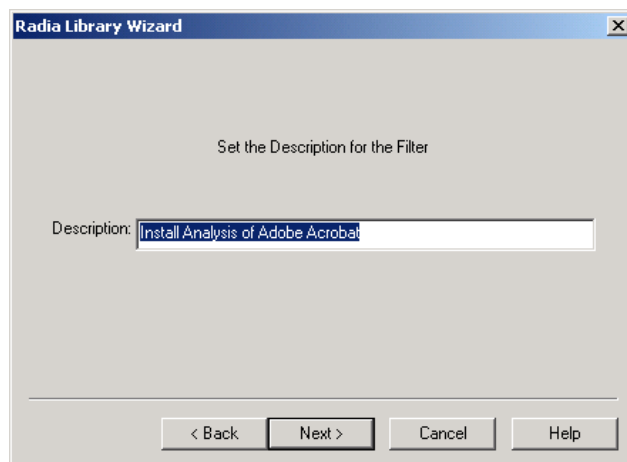 Radia Library Wizard
Set the Description for the Filter
Description: Install Analysis of Adobe Acrobat
< Back Next > Cancel Help